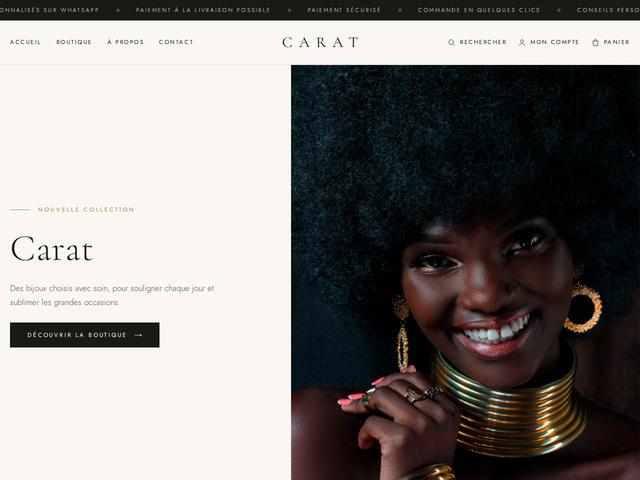 ONNALISÉS SUR WHATSAPP ✧ PAIEMENT À LA LIVRAISON POSSIBLE ✧ PAIEMENT SÉCURISÉ ✧ COMMANDE EN QUELQUES CLICS ✧ CONSEILS PERSO
ACCUEIL BOUTIQUE À PROPOS CONTACT CARAT RECHERCHER MON COMPTE PANIER
NOUVELLE COLLECTION
Carat
Des bijoux choisis avec soin, pour souligner chaque jour et
sublimer les grandes occasions.
DÉCOUVRIR LA BOUTIQUE →